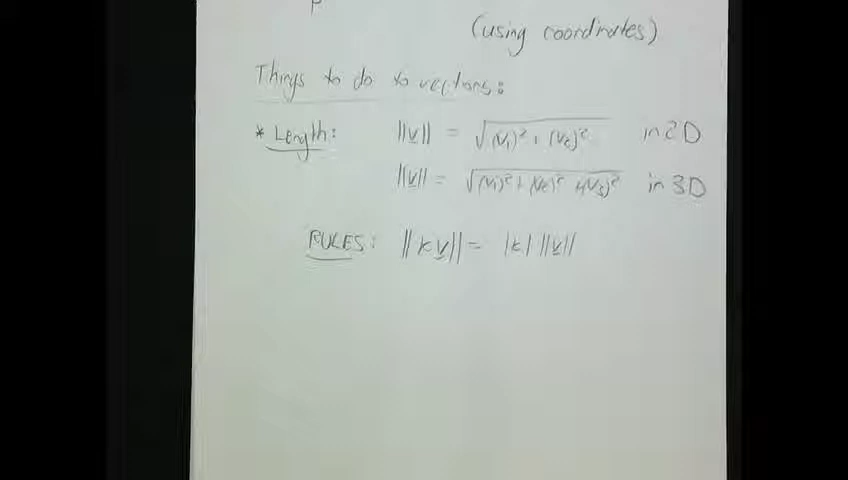 (using coordinates)
Things to do to vectors:
* Length: ||v|| = √(v₁)² + (v₂)² in 2D
||v|| = √(v₁)² + (v₂)² + (v₃)² in 3D
RULES: ||kv|| = |k| ||v||